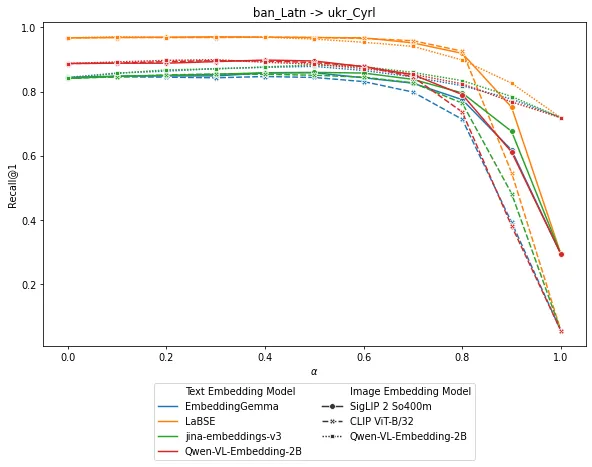 ban_Latn -> ukr_Cyrl
Recall@1
1.0
0.8
0.6
0.4
0.2
0.0 0.2 0.4 0.6 0.8 1.0
α
Text Embedding Model
EmbeddingGemma
LaBSE
jina-embeddings-v3
Qwen-VL-Embedding-2B
Image Embedding Model
SigLIP 2 So400m
CLIP ViT-B/32
Qwen-VL-Embedding-2B